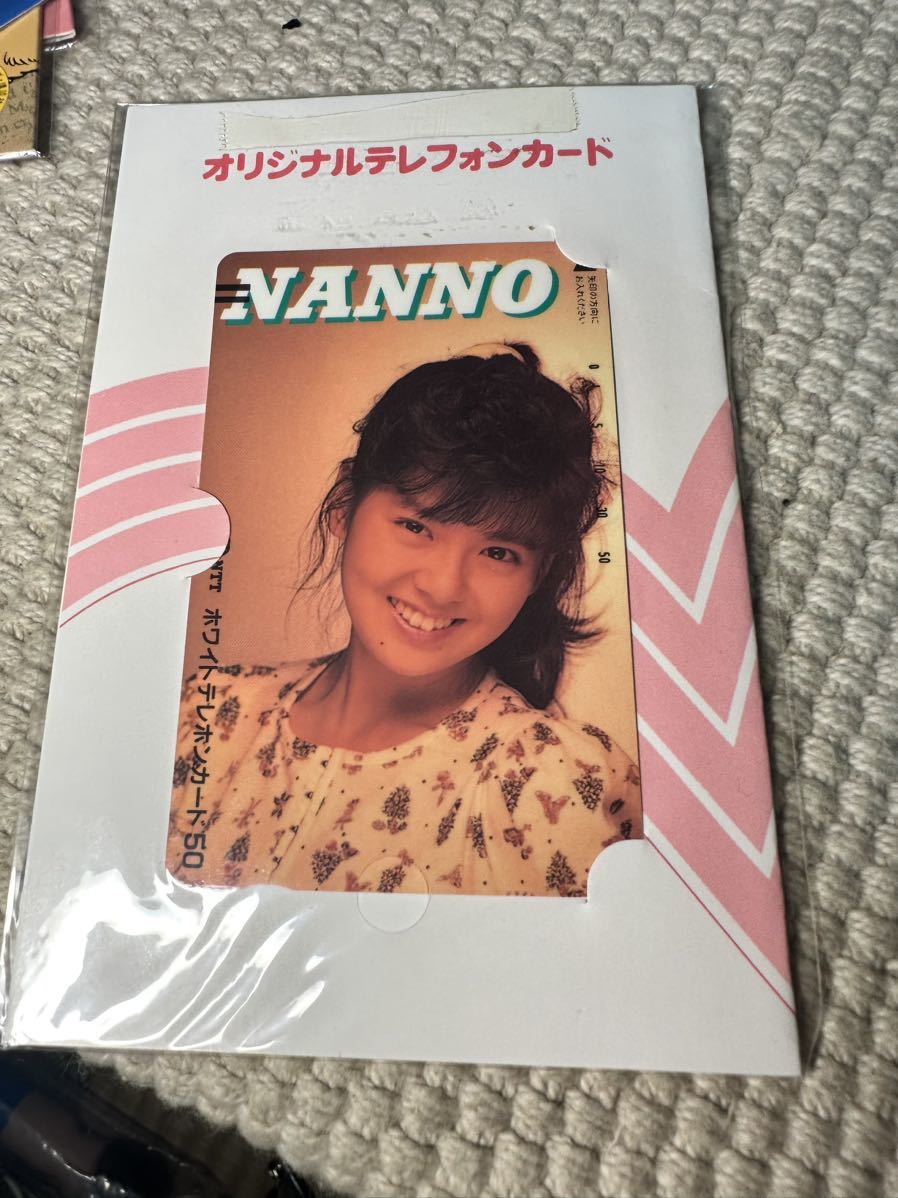 オリジナルテレフォンカード
NANNO
矢印の方向に
お入れください
0
5
10
30
50
NTT ホワイトテレホンカード50